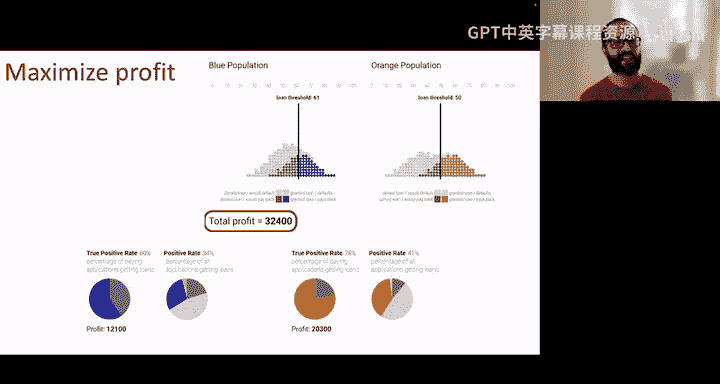 GPT中英字幕课程资源
Maximize profit
Blue Population
Orange Population
loan threshold: 61
loan threshold: 50
Total profit = 32400
True Positive Rate 60%
percentage of paying
applications getting loans
Positive Rate 34%
percentage of all
applications getting loans
True Positive Rate 78%
percentage of paying
applications getting loans
Positive Rate 41%
percentage of all
applications getting loans
Profit: 12100
Profit: 20300